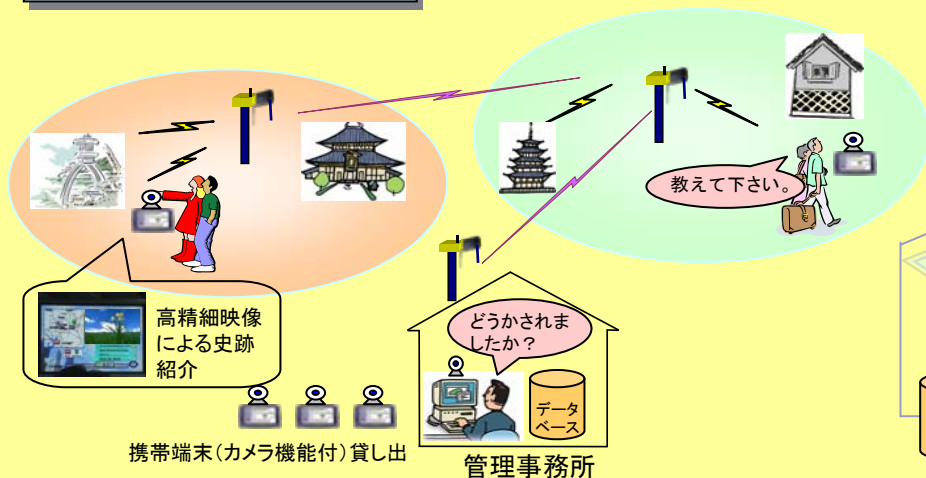 教えて下さい。
高精細映像
による史跡
紹介
どうかされま
したか？
データ
ベース
携帯端末（カメラ機能付）貸し出
管理事務所